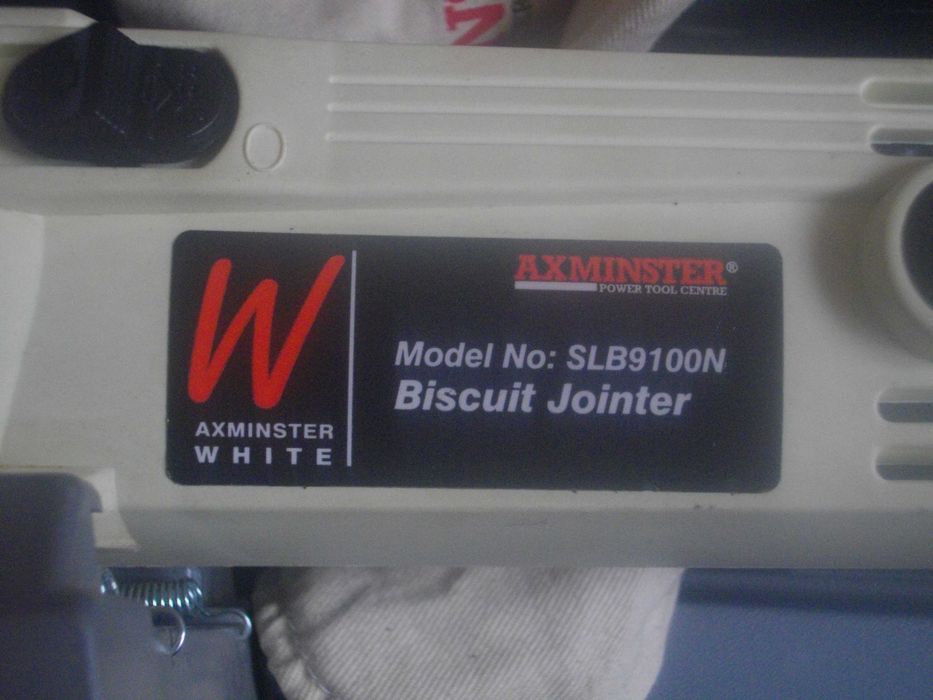 W
AXMINSTER
WHITE
AXMINSTER®
POWER TOOL CENTRE
Model No: SLB9100N
Biscuit Jointer
O